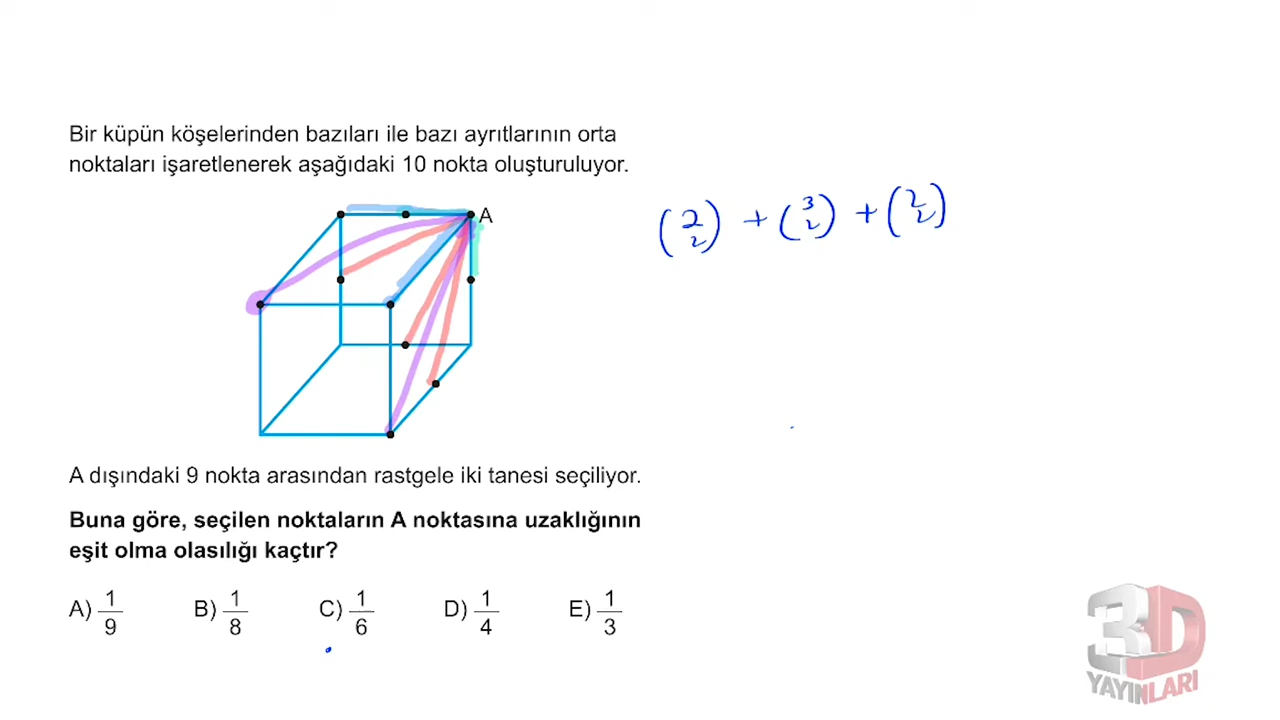 Bir küpün köşelerinden bazıları ile bazı ayrıtlarının orta
noktaları işaretlenerek aşağıdaki 10 nokta oluşturuluyor.
A
(2 2) + (3 2) + (2 2)
A dışındaki 9 nokta arasından rastgele iki tanesi seçiliyor.
Buna göre, seçilen noktaların A noktasına uzaklığının
eşit olma olasılığı kaçtır?
A) 1/9 B) 1/8 C) 1/6 D) 1/4 E) 1/3
3D
YAYINLARI